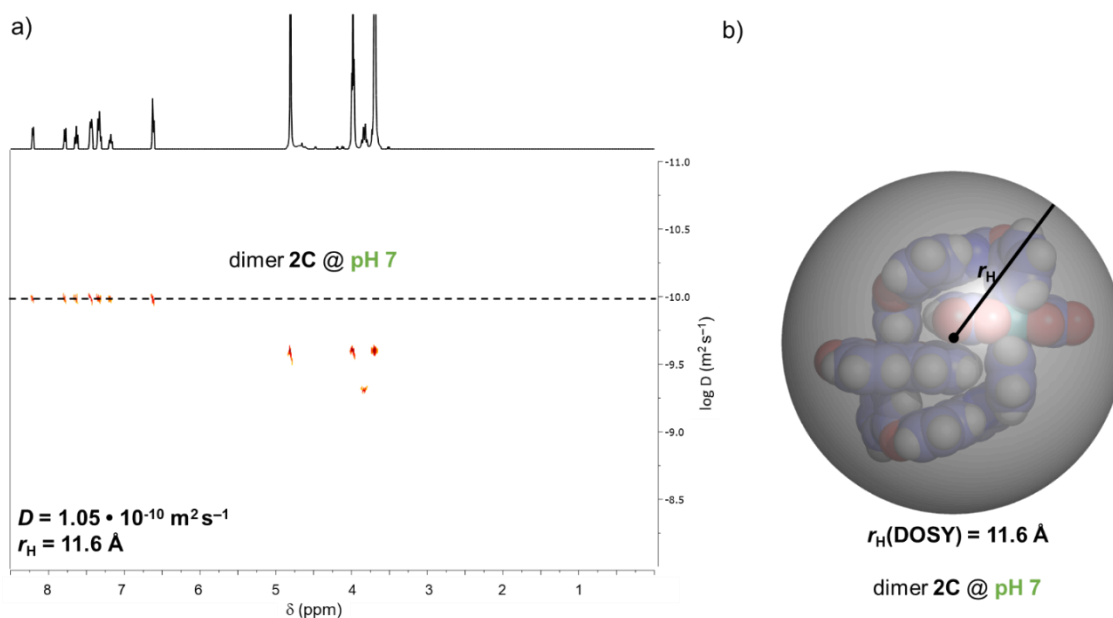 a)
dimer 2C @ pH 7
-11.0
-10.5
-10.0
-9.5
-9.0
-8.5
log D (m² s⁻¹)
D = 1.05 • 10⁻¹⁰ m² s⁻¹
r_H = 11.6 Å
8 7 6 5 4 3 2 1
δ (ppm)
b)
r_H
r_H(DOSY) = 11.6 Å
dimer 2C @ pH 7